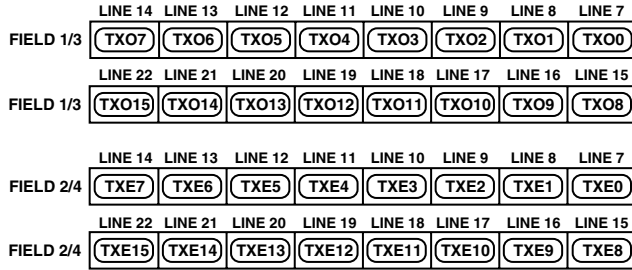 LINE 14 LINE 13 LINE 12 LINE 11 LINE 10 LINE 9 LINE 8 LINE 7
FIELD 1/3 TXO7 TXO6 TXO5 TXO4 TXO3 TXO2 TXO1 TXO0
LINE 22 LINE 21 LINE 20 LINE 19 LINE 18 LINE 17 LINE 16 LINE 15
FIELD 1/3 TXO15 TXO14 TXO13 TXO12 TXO11 TXO10 TXO9 TXO8
LINE 14 LINE 13 LINE 12 LINE 11 LINE 10 LINE 9 LINE 8 LINE 7
FIELD 2/4 TXE7 TXE6 TXE5 TXE4 TXE3 TXE2 TXE1 TXE0
LINE 22 LINE 21 LINE 20 LINE 19 LINE 18 LINE 17 LINE 16 LINE 15
FIELD 2/4 TXE15 TXE14 TXE13 TXE12 TXE11 TXE10 TXE9 TXE8